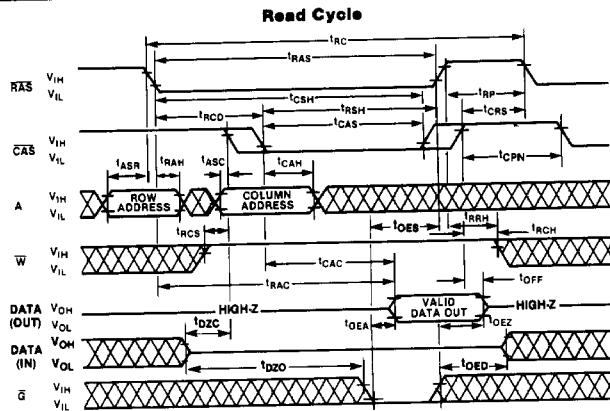 Read Cycle
tRC
tRAS
RAS VIH
VIL
tCSH
tRP
tRCD
tRSH
tCRS
CAS VIH
VIL
tCAS
tCPN
tASR
tRAH
tASC
tCAH
A VIH
VIL
ROW ADDRESS
COLUMN ADDRESS
tRCS
tOES
tRRH
tRCH
W VIH
VIL
tCAC
tRAC
tOFF
DATA (OUT) VOH
VOL
HIGH-Z
VALID DATA OUT
HIGH-Z
tDZC
tOEA
tOEZ
DATA (IN) VOH
VOL
tDZO
tOED
G VIH
VIL